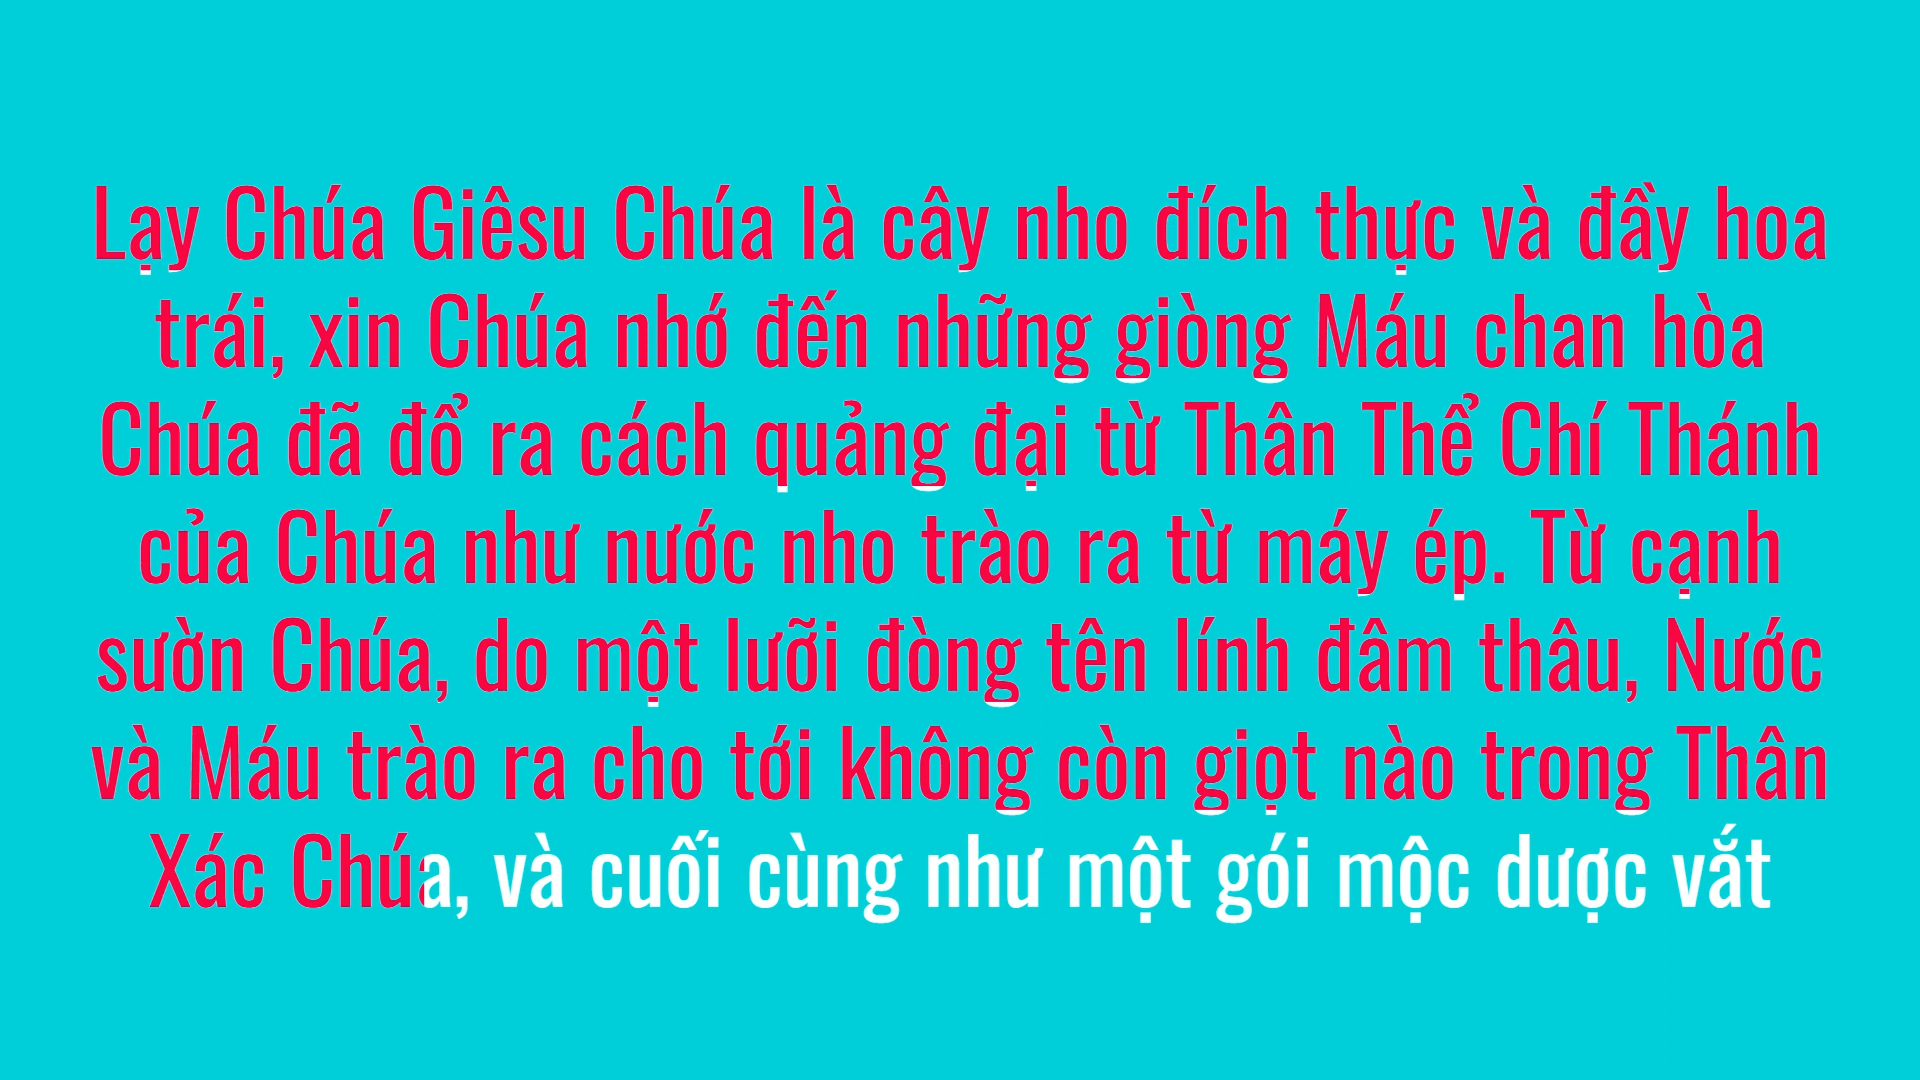 Lạy Chúa Giêsu Chúa là cây nho đích thực và đầy hoa
trái, xin Chúa nhớ đến những giòng Máu chan hòa
Chúa đã đổ ra cách quảng đại từ Thân Thể Chí Thánh
của Chúa như nước nho trào ra từ máy ép. Từ cạnh
sườn Chúa, do một lưỡi đòng tên lính đâm thâu, Nước
và Máu trào ra cho tới không còn giọt nào trong Thân
Xác Chúa, và cuối cùng như một gói mộc dược vắt